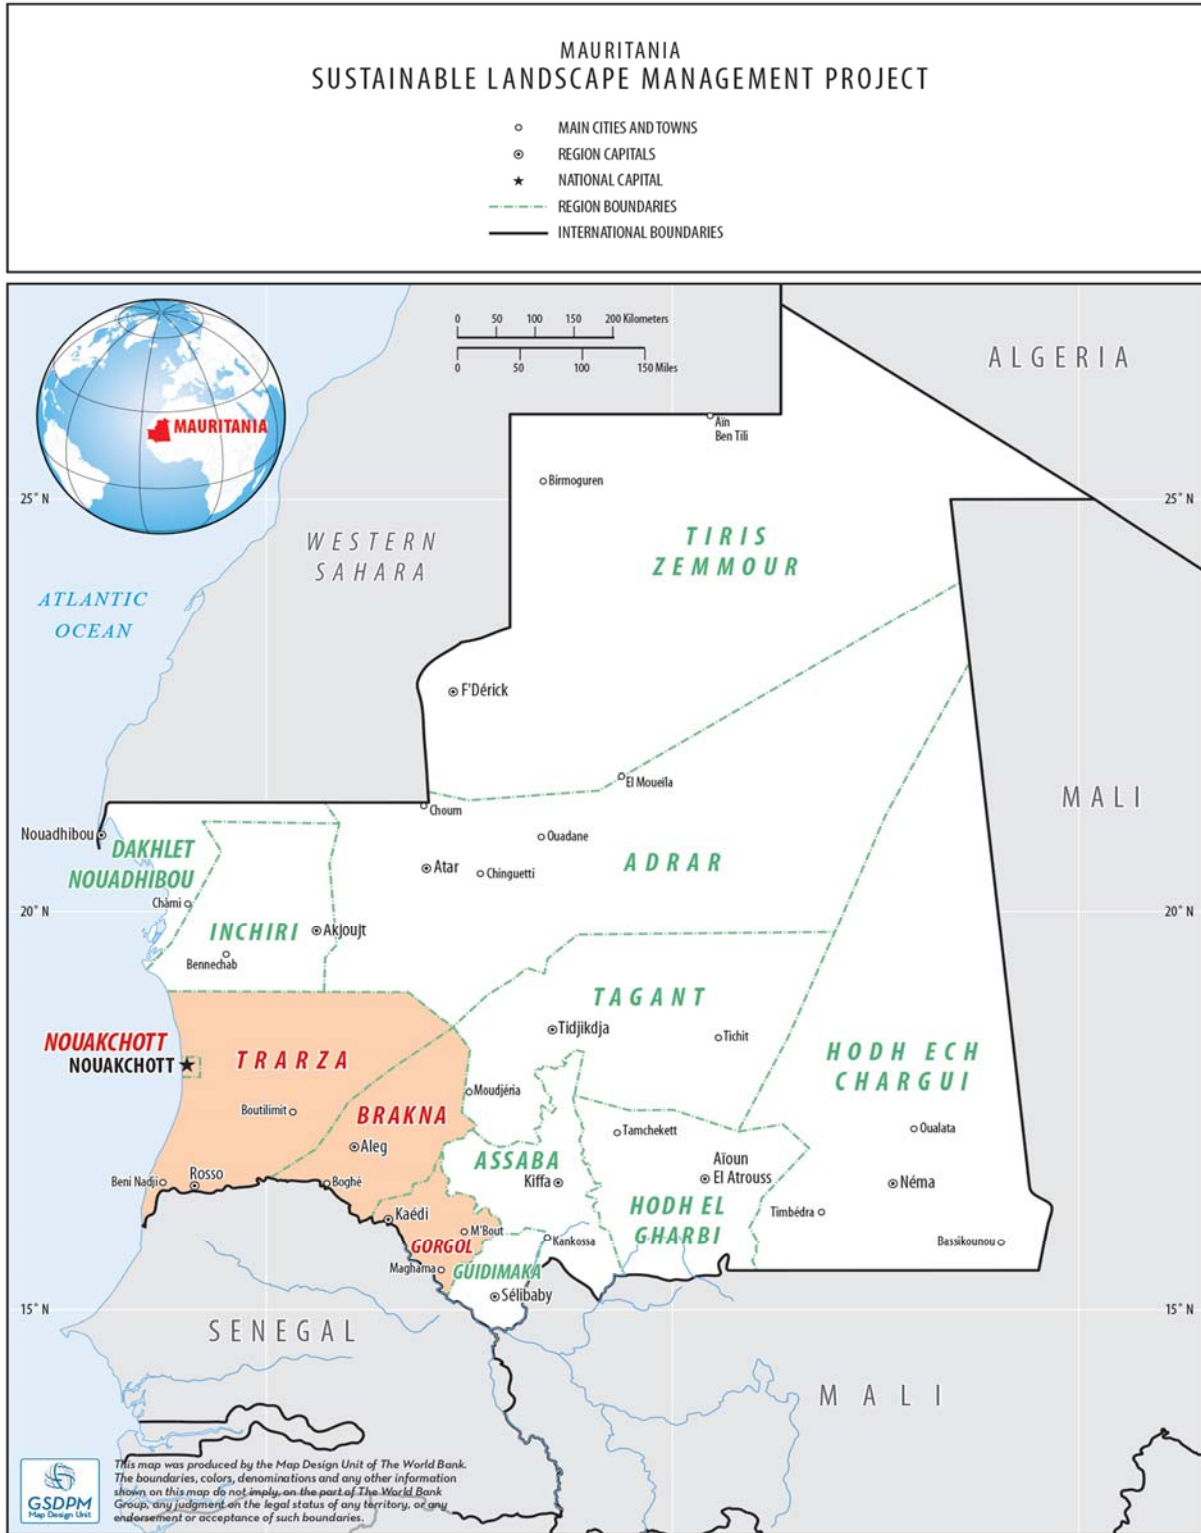 MAURITANIA
SUSTAINABLE LANDSCAPE MANAGEMENT PROJECT
MAIN CITIES AND TOWNS
REGION CAPITALS
NATIONAL CAPITAL
REGION BOUNDARIES
INTERNATIONAL BOUNDARIES
0 50 100 150 200 Kilometers
0 50 100 150 Miles
ALGERIA
MAURITANIA
Aïn
Ben Tili
Birmoguren
25° N
25° N
WESTERN
SAHARA
TIRIS
ZEMMOUR
ATLANTIC
OCEAN
F'Dérick
El Moueïla
MALI
Choum
Nouadhibou
Ouadane
DAKHLET
NOUADHIBOU
Atar
Chinguetti
ADRAR
Chámi
20° N
20° N
INCHIRI
Akjoujt
Bennechab
TAGANT
Tidjikdja
Tichit
NOUAKCHOTT
NOUAKCHOTT
TRARZA
HODH ECH
CHARGUI
Moudjéria
Boutilimit
BRAKNA
Tamchekett
Oualata
Aleg
ASSABA
Aïoun
El Atrouss
Rosso
Beni Nadji
Boghé
Kiffa
Néma
HODH EL
GHARBI
Timbédra
Kaédi
M'Bout
GORGOL
Kankossa
Bassikounou
Maghama
GUIDIMAKA
Sélibaby
15° N
15° N
SENEGAL
MALI
GSDPM
Map Design Unit
This map was produced by the Map Design Unit of The World Bank.
The boundaries, colors, denominations and any other information
shown on this map do not imply, on the part of The World Bank
Group, any judgment on the legal status of any territory, or any
endorsement or acceptance of such boundaries.